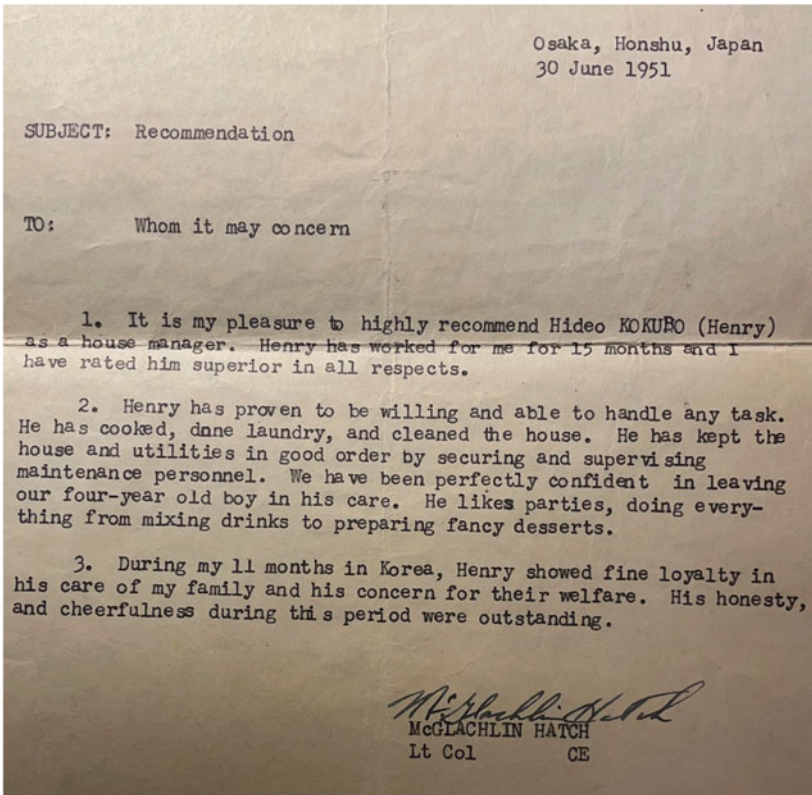 Osaka, Honshu, Japan
30 June 1951
SUBJECT: Recommendation
TO: Whom it may concern
1. It is my pleasure to highly recommend Hideo KOKUBO (Henry)
as a house manager. Henry has worked for me for 15 months and I
have rated him superior in all respects.
2. Henry has proven to be willing and able to handle any task.
He has cooked, dnne laundry, and cleaned the house. He has kept the
house and utilities in good order by securing and supervising
maintenance personnel. We have been perfectly confident in leaving
our four-year old boy in his care. He likes parties, doing every-
thing from mixing drinks to preparing fancy desserts.
3. During my 11 months in Korea, Henry showed fine loyalty in
his care of my family and his concern for their welfare. His honesty,
and cheerfulness during this period were outstanding.
McGlachlin Hatch
McGLACHLIN HATCH
Lt Col CE